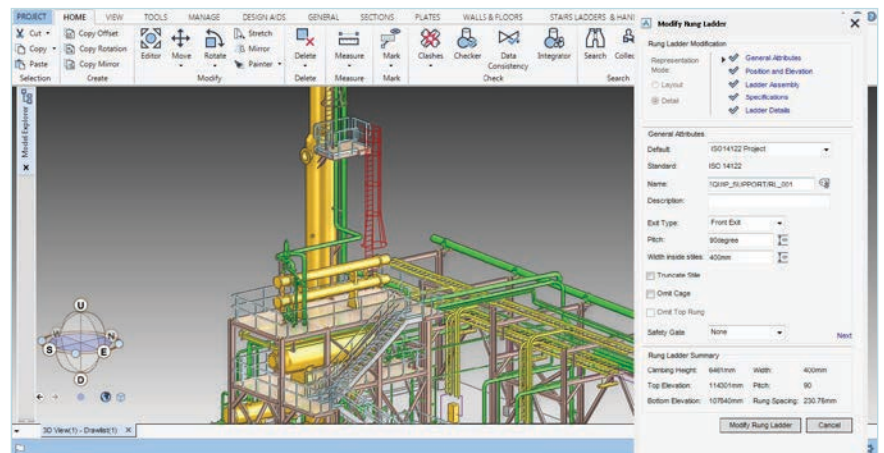 PROJECT HOME VIEW TOOLS MANAGE DESIGN AIDS GENERAL SECTIONS PLATES WALLS & FLOORS STAIRS LADDERS & HAN
Cut Copy Offset Stretch
Copy Copy Rotation Mirror
Paste Copy Mirror Painter
Editor Move Rotate Delete Measure Mark Clashes Checker Data Consistency Integrator Search Collec
Selection Create Modify Delete Measure Mark Check Search
Model Explorer
U
N
W
S
E
D
3D View(1) - Drawlist(1) X
Modify Rung Ladder
Rung Ladder Modification
Representation Mode:
Layout
Detail
General Attributes
Position and Elevation
Ladder Assembly
Specifications
Ladder Details
General Attributes
Default: ISO14122 Project
Standard: ISO 14122
Name: QUIP_SUPPORT/RL_001
Description:
Exit Type: Front Exit
Pitch: 90degree
Width inside stiles: 400mm
Truncate Stile
Omit Cage
Omit Top Rung
Safety Gate None
Next
Rung Ladder Summary
Climbing Height: 6461mm Width: 400mm
Top Elevation: 114301mm Pitch: 90
Bottom Elevation: 107840mm Rung Spacing: 230.76mm
Modify Rung Ladder Cancel